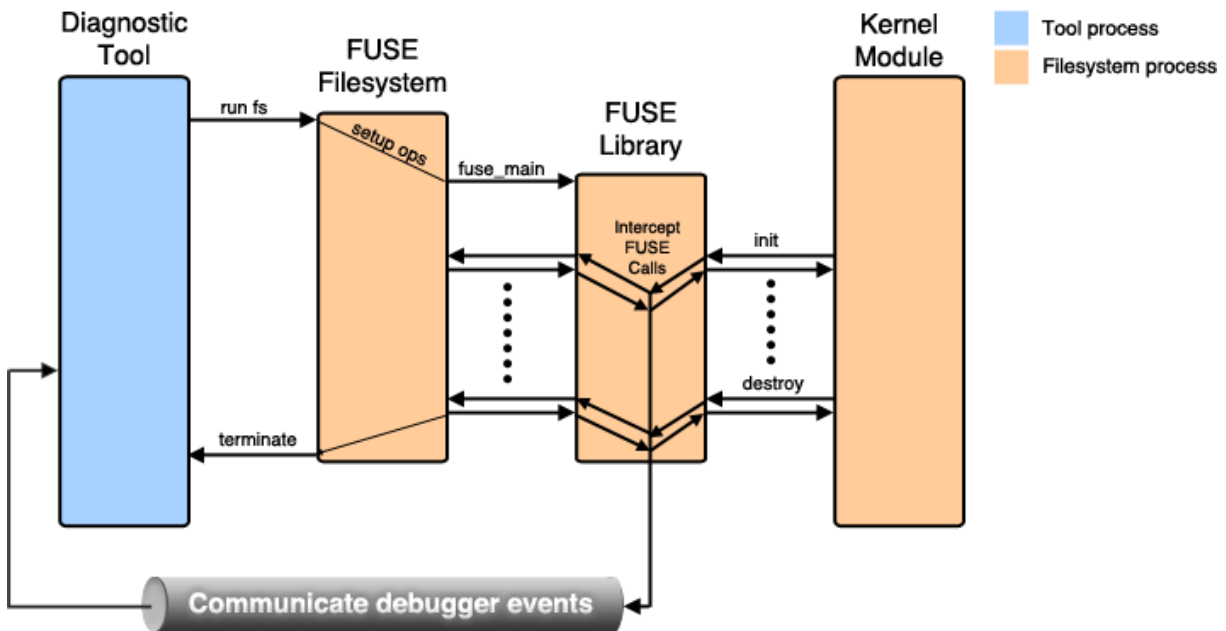 Diagnostic
Tool
FUSE
Filesystem
FUSE
Library
Kernel
Module
Tool process
Filesystem process
run fs
setup ops
fuse_main
Intercept
FUSE
Calls
init
destroy
terminate
Communicate debugger events